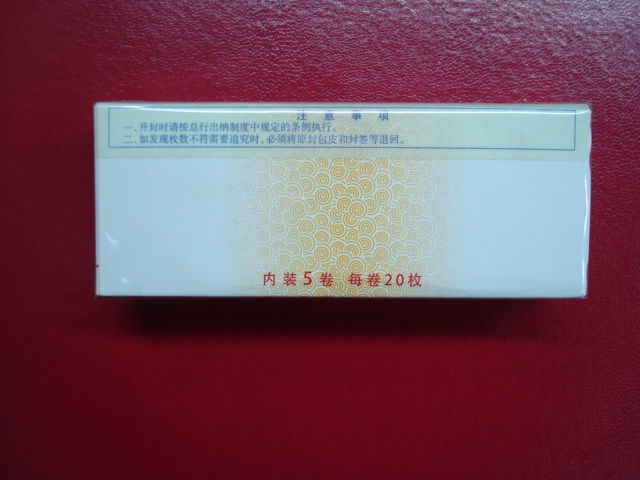 注意事项
一、开封时请按总行出纳制度中规定的条例执行。
二、如发现枚数不符需要追究时，必须将原封包皮和封签等退回。
内装5卷 每卷20枚